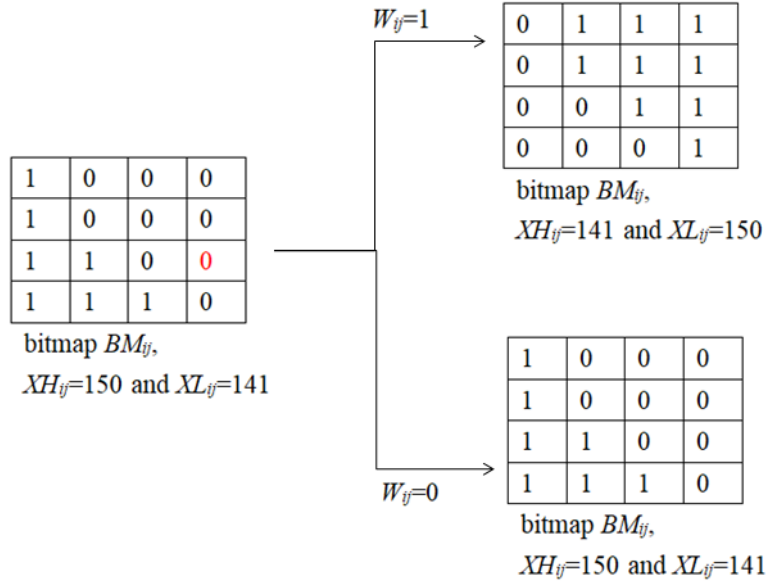 W_ij=1
0 1 1 1
0 1 1 1
0 0 1 1
0 0 0 1
bitmap BM_ij,
XH_ij=141 and XL_ij=150
1 0 0 0
1 0 0 0
1 1 0 0
1 1 1 0
bitmap BM_ij,
XH_ij=150 and XL_ij=141
W_ij=0
1 0 0 0
1 0 0 0
1 1 0 0
1 1 1 0
bitmap BM_ij,
XH_ij=150 and XL_ij=141